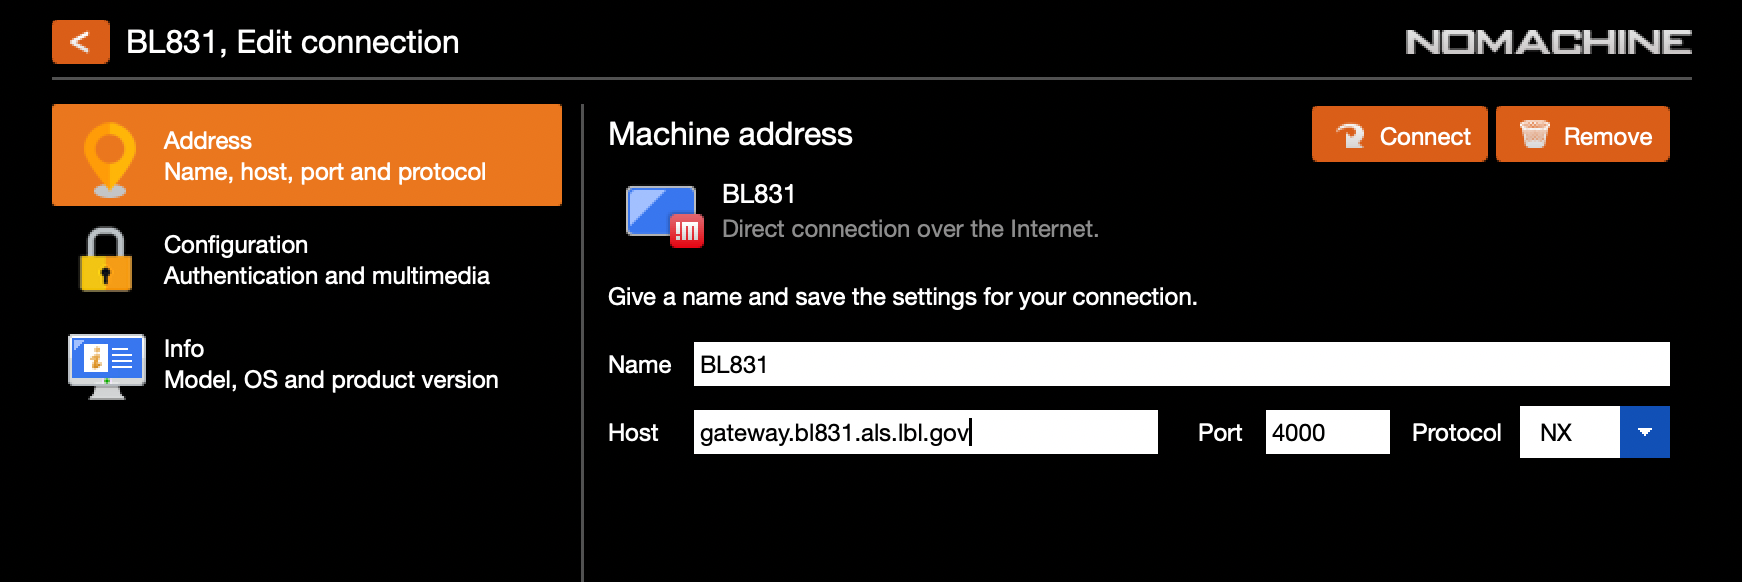 < BL831, Edit connection
NOMACHINE
Address
Name, host, port and protocol
Configuration
Authentication and multimedia
Info
Model, OS and product version
Machine address
Connect
Remove
!M
BL831
Direct connection over the Internet.
Give a name and save the settings for your connection.
Name BL831
Host gateway.bl831.als.lbl.gov Port 4000 Protocol NX